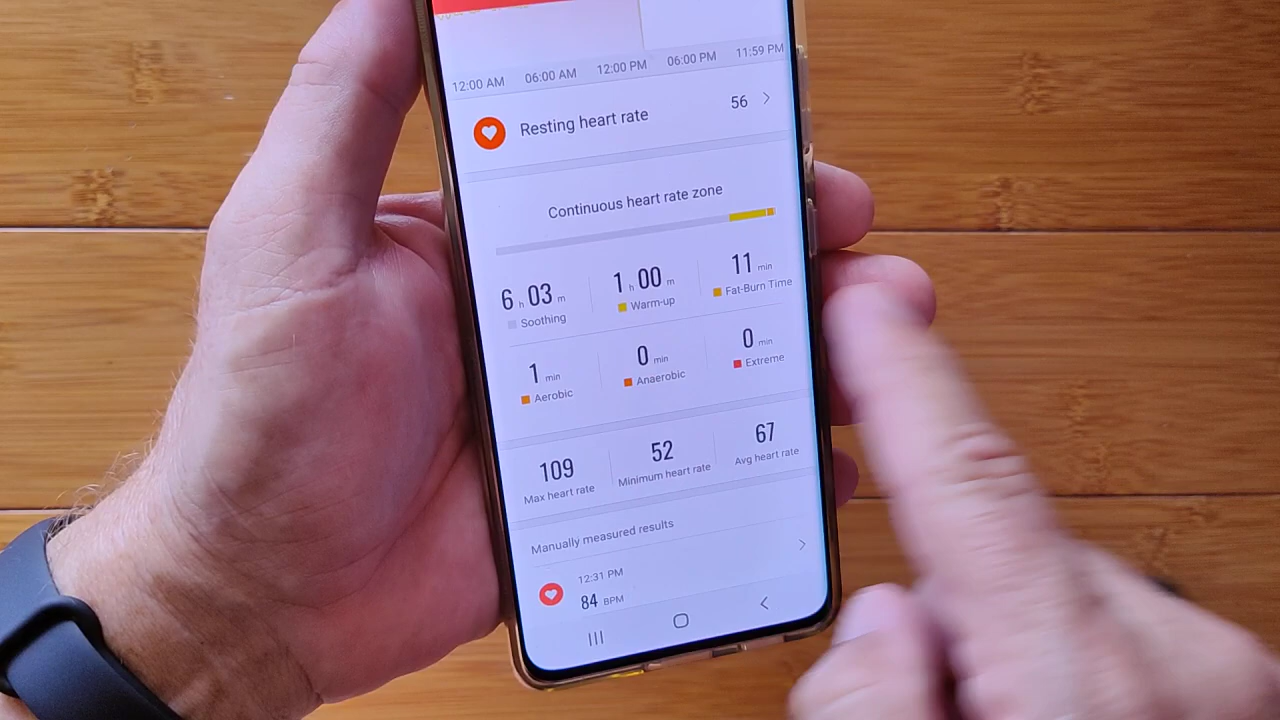 12:00 AM 06:00 AM 12:00 PM 06:00 PM 11:59 PM
Resting heart rate 56
Continuous heart rate zone
6 h 03 m 1 h 00 m 11 min
Soothing Warm-up Fat-Burn Time
1 min 0 min 0 min
Aerobic Anaerobic Extreme
109 52 67
Max heart rate Minimum heart rate Avg heart rate
Manually measured results
12:31 PM
84 BPM